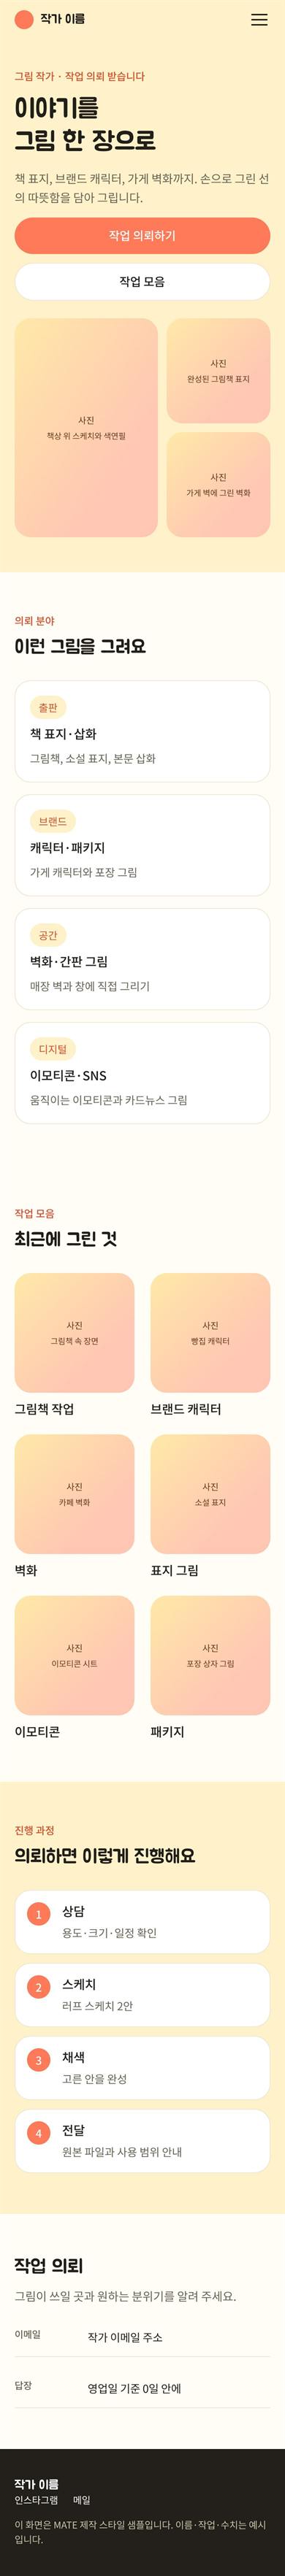 작가 이름
그림 작가 · 작업 의뢰 받습니다
이야기를
그림 한 장으로
책 표지, 브랜드 캐릭터, 가게 벽화까지. 손으로 그린 선
의 따뜻함을 담아 그립니다.
작업 의뢰하기
작업 모음
사진
책상 위 스케치와 색연필
사진
완성된 그림책 표지
사진
가게 벽에 그린 벽화
의뢰 분야
이런 그림을 그려요
출판
책 표지·삽화
그림책, 소설 표지, 본문 삽화
브랜드
캐릭터·패키지
가게 캐릭터와 포장 그림
공간
벽화·간판 그림
매장 벽과 창에 직접 그리기
디지털
이모티콘·SNS
움직이는 이모티콘과 카드뉴스 그림
작업 모음
최근에 그린 것
사진
그림책 속 장면
그림책 작업
사진
빵집 캐릭터
브랜드 캐릭터
사진
카페 벽화
벽화
사진
소설 표지
표지 그림
사진
이모티콘 시트
이모티콘
사진
포장 상자 그림
패키지
진행 과정
의뢰하면 이렇게 진행해요
1
상담
용도·크기·일정 확인
2
스케치
러프 스케치 2안
3
채색
고른 안을 완성
4
전달
원본 파일과 사용 범위 안내
작업 의뢰
그림이 쓰일 곳과 원하는 분위기를 알려 주세요.
이메일
작가 이메일 주소
답장
영업일 기준 0일 안에
작가 이름
인스타그램 메일
이 화면은 MATE 제작 스타일 샘플입니다. 이름·작업·수치는 예시
입니다.